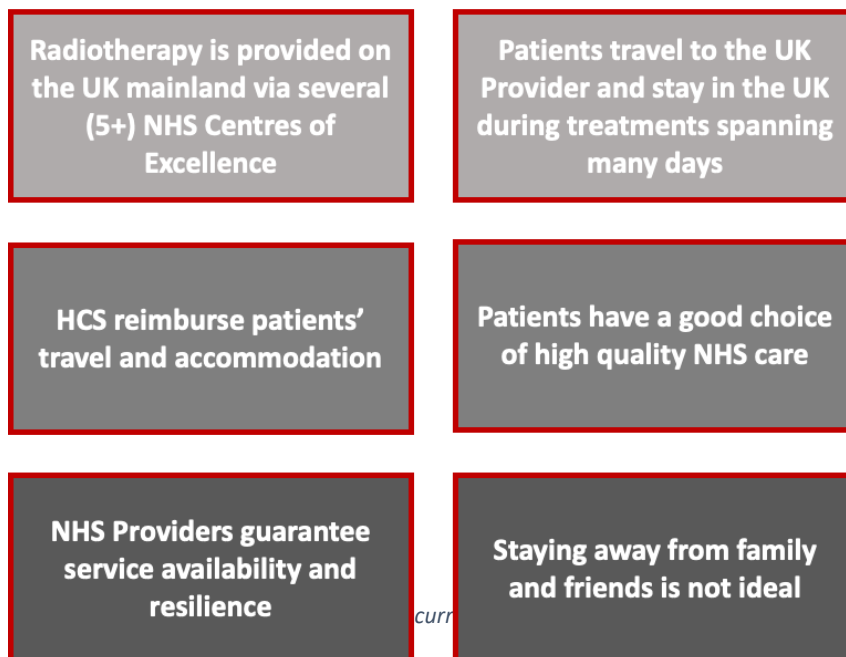 Radiotherapy is provided on
the UK mainland via several
(5+) NHS Centres of
Excellence
Patients travel to the UK
Provider and stay in the UK
during treatments spanning
many days
HCS reimburse patients’
travel and accommodation
Patients have a good choice
of high quality NHS care
NHS Providers guarantee
service availability and
resilience
Staying away from family
and friends is not ideal
curr